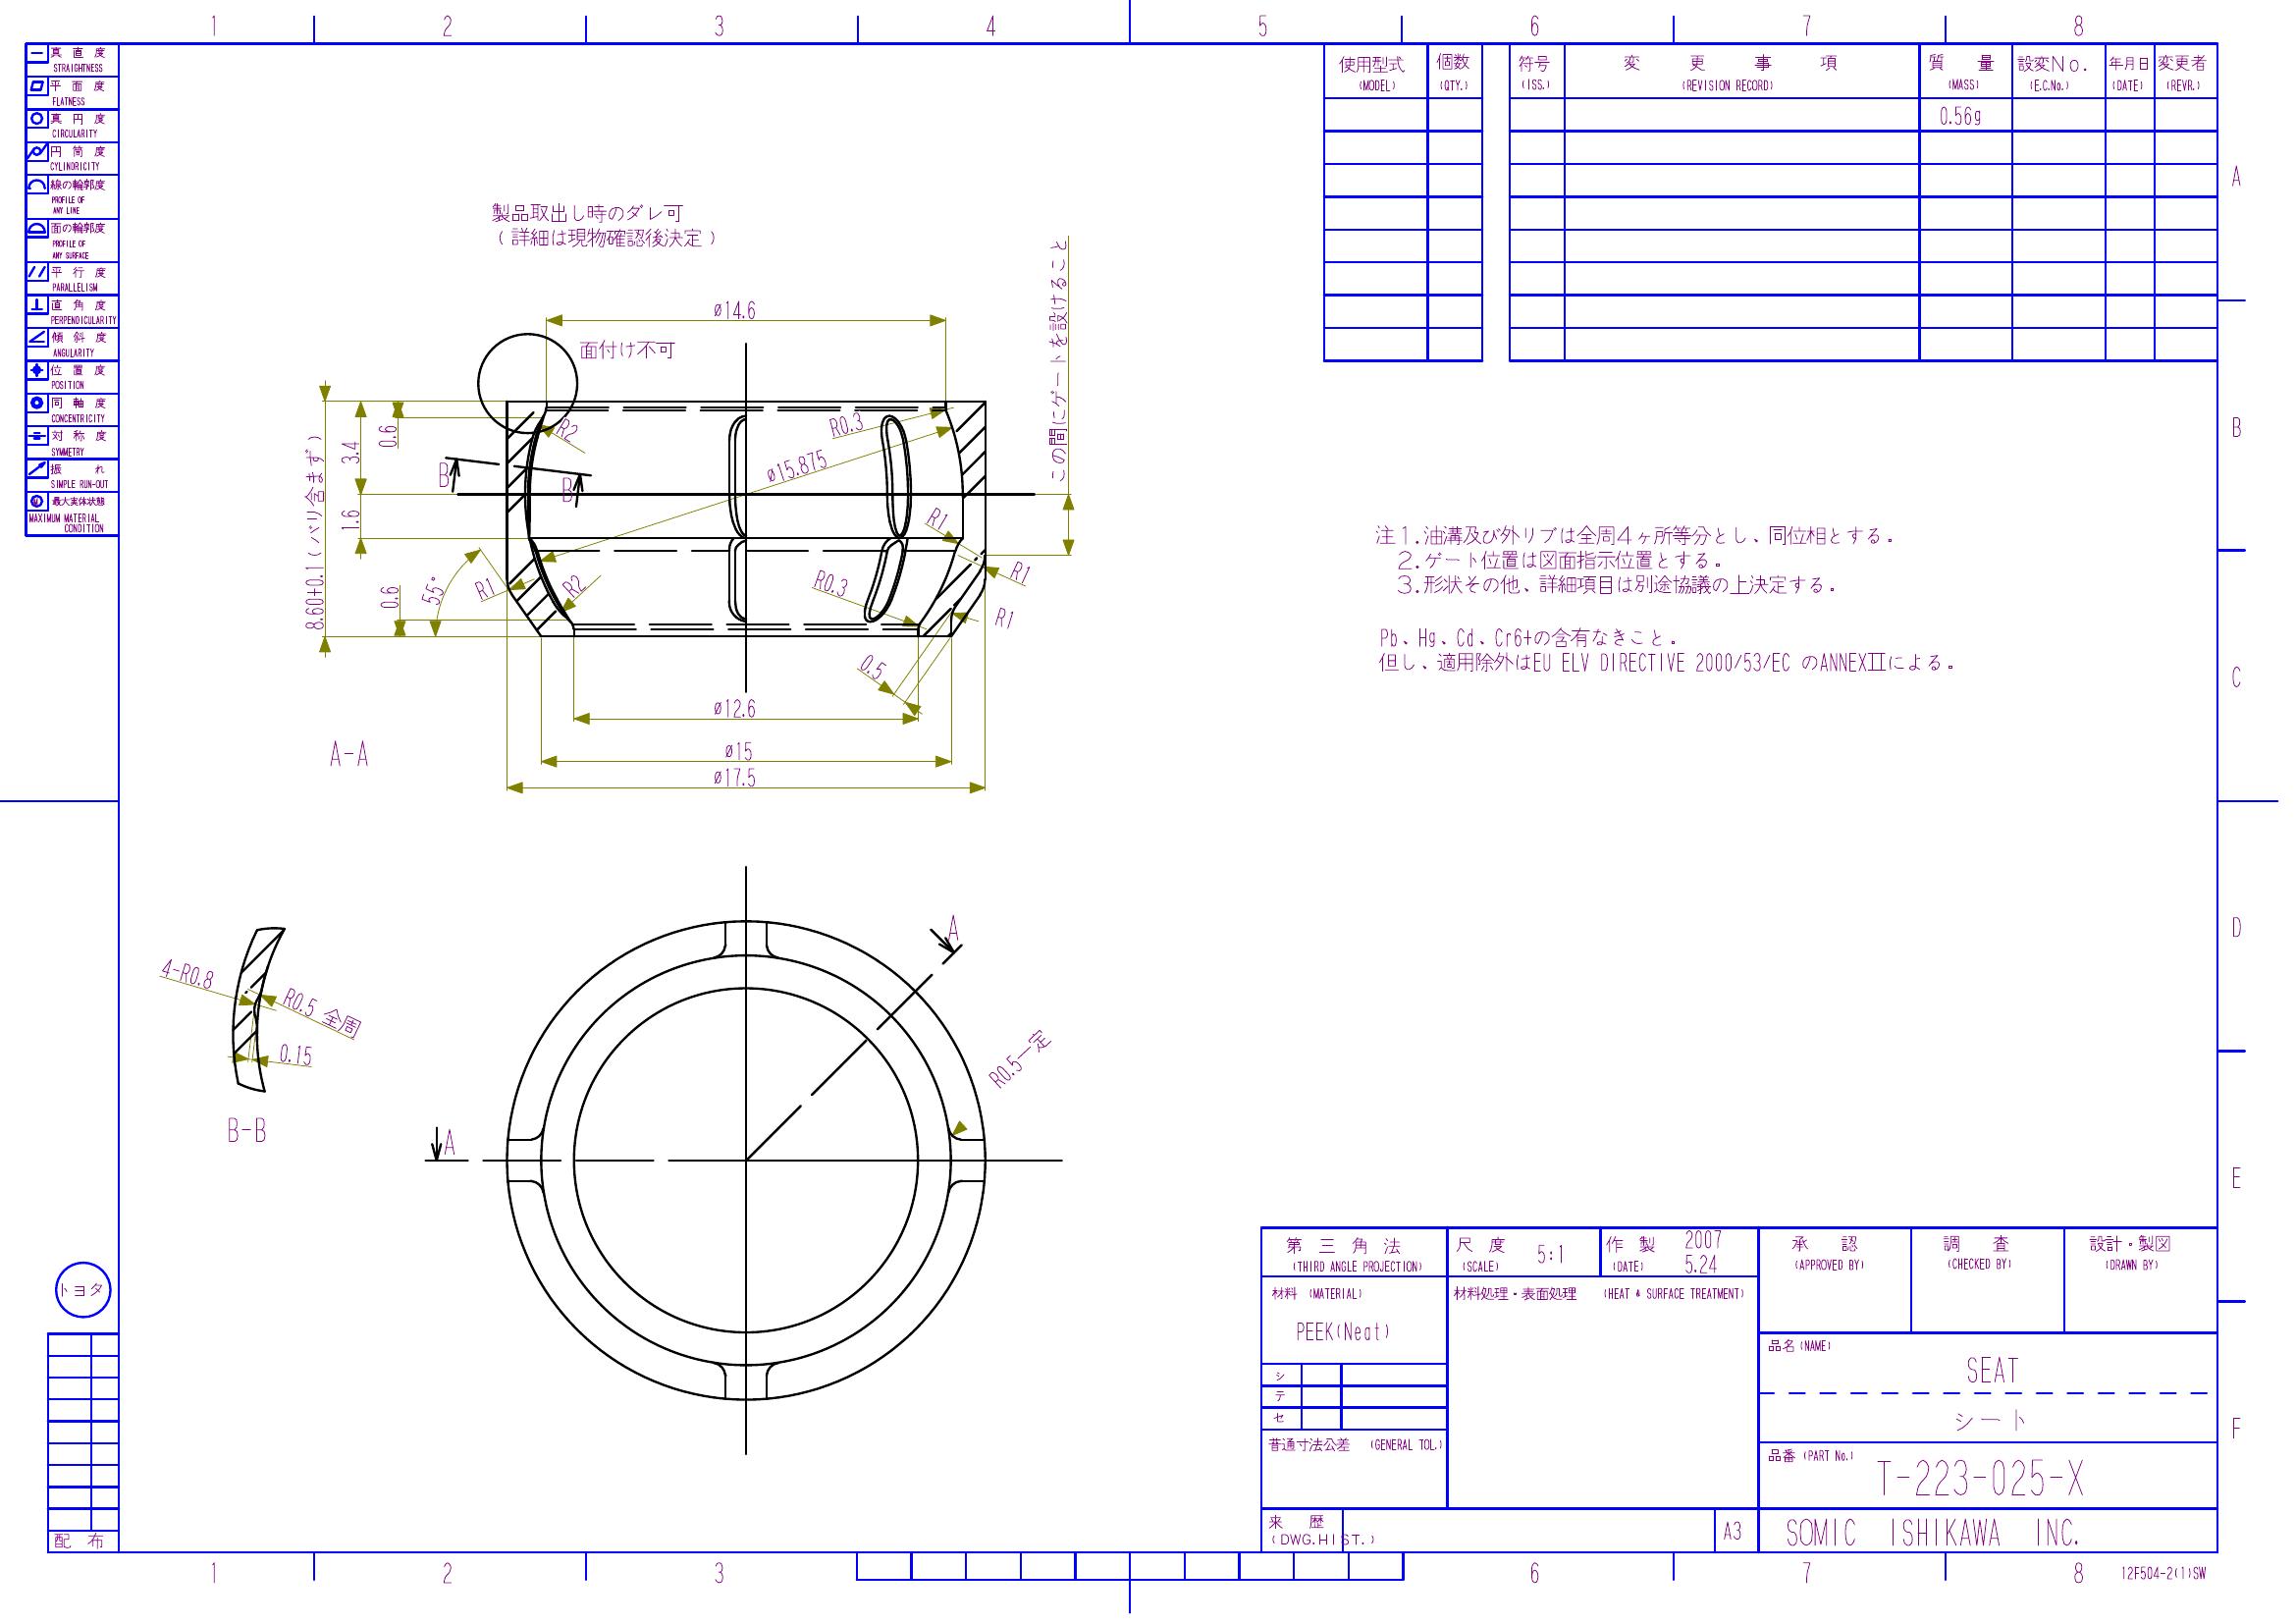 1 2 3 4 5 6 7 8
真直度
STRAIGHTNESS
平面度
FLATNESS
真円度
CIRCULARITY
円筒度
CYLINDRICITY
線の輪郭度
PROFILE OF
ANY LINE
面の輪郭度
PROFILE OF
ANY SURFACE
平行度
PARALLELISM
直角度
PERPENDICULARITY
傾斜度
ANGULARITY
位置度
POSITION
同軸度
CONCENTRICITY
対称度
SYMMETRY
振れ
SIMPLE RUN-OUT
M 最大実体状態
MAXIMUM MATERIAL
CONDITION
使用型式 個数
(MODEL) (QTY.)
符号 変更事項 質量 設変No. 年月日 変更者
(ISS.) (REVISION RECORD) (MASS) (E.C.No.) (DATE) (REVR.)
0.56g
A
B
C
D
E
F
製品取出し時のダレ可
(詳細は現物確認後決定)
この間にゲートを設けること
ø14.6
面付け不可
R2
R0.3
ø15.875
0.6
3.4
1.6
8.60±0.1(バリ含まず)
B
B
R1
R1
R1
55°
0.6
R1
R2
R0.3
0.5
ø12.6
ø15
ø17.5
A-A
注1.油溝及び外リブは全周4ヶ所等分とし、同位相とする。
2.ゲート位置は図面指示位置とする。
3.形状その他、詳細項目は別途協議の上決定する。
Pb、Hg、Cd、Cr6+の含有なきこと。
但し、適用除外はEU ELV DIRECTIVE 2000/53/EC のANNEXⅡによる。
4-R0.8
R0.5 全周
0.15
B-B
A
A
R0.5一定
トヨタ
配布
第三角法
(THIRD ANGLE PROJECTION)
尺度 5:1
(SCALE)
作製 2007
(DATE) 5.24
承認
(APPROVED BY)
調査
(CHECKED BY)
設計・製図
(DRAWN BY)
材料 (MATERIAL)
PEEK(Neat)
材料処理・表面処理 (HEAT & SURFACE TREATMENT)
シ
テ
セ
普通寸法公差 (GENERAL TOL.)
品名(NAME)
SEAT
シート
品番(PART No.)
T-223-025-X
来歴
(DWG.HIST.)
A3
SOMIC ISHIKAWA INC.
1 2 3 6 7 8
12F504-2(1)SW